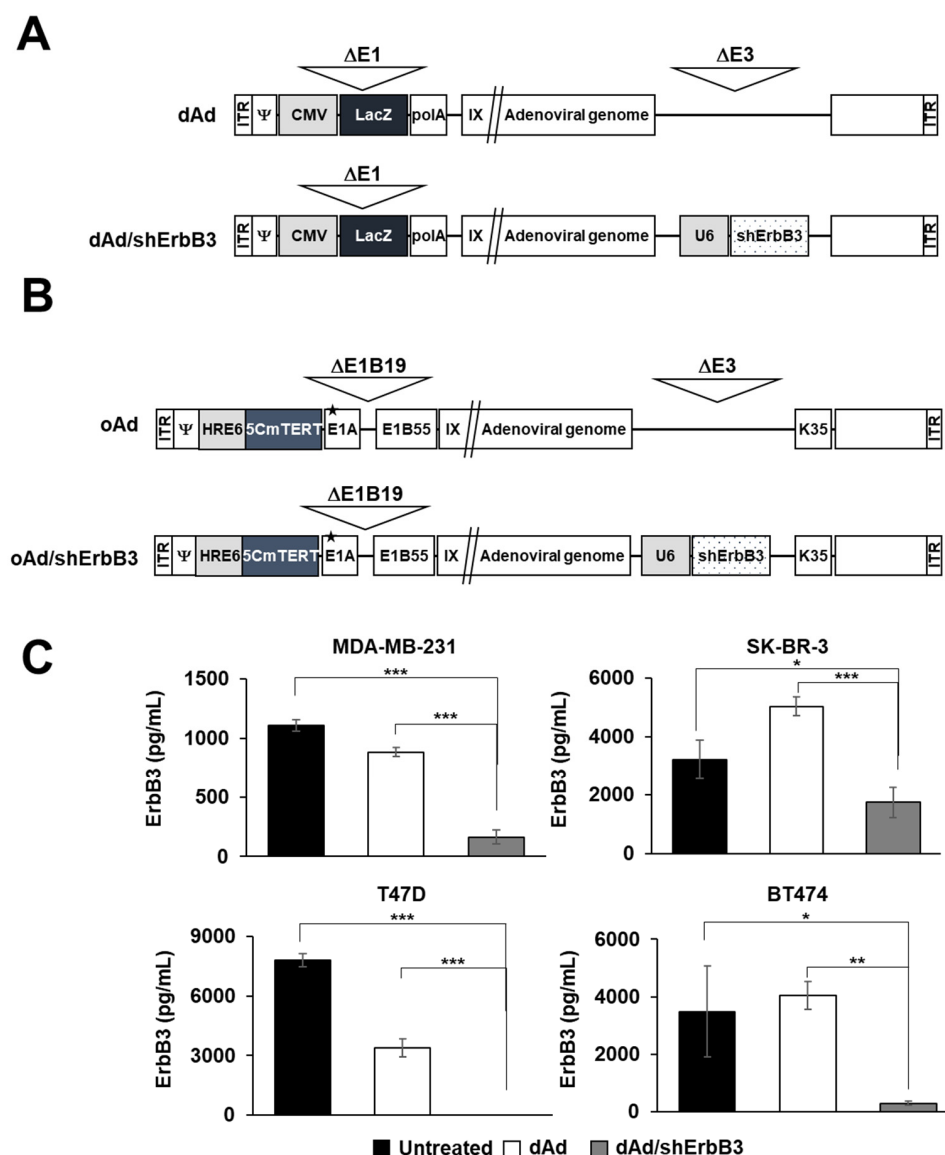 A
ΔE1 ΔE3
dAd ITR Ψ CMV LacZ polA IX Adenoviral genome ITR
ΔE1
dAd/shErbB3 ITR Ψ CMV LacZ polA IX Adenoviral genome U6 shErbB3 ITR
B
ΔE1B19 ΔE3
oAd ITR Ψ HRE6 5CmTERT ★ E1A E1B55 IX Adenoviral genome K35 ITR
ΔE1B19
oAd/shErbB3 ITR Ψ HRE6 5CmTERT ★ E1A E1B55 IX Adenoviral genome U6 shErbB3 K35 ITR
C
MDA-MB-231
ErbB3 (pg/mL)
1500
1000
500
0
***
***
SK-BR-3
ErbB3 (pg/mL)
6000
4000
2000
0
*
***
T47D
ErbB3 (pg/mL)
9000
6000
3000
0
***
***
BT474
ErbB3 (pg/mL)
6000
4000
2000
0
*
**
Untreated dAd dAd/shErbB3